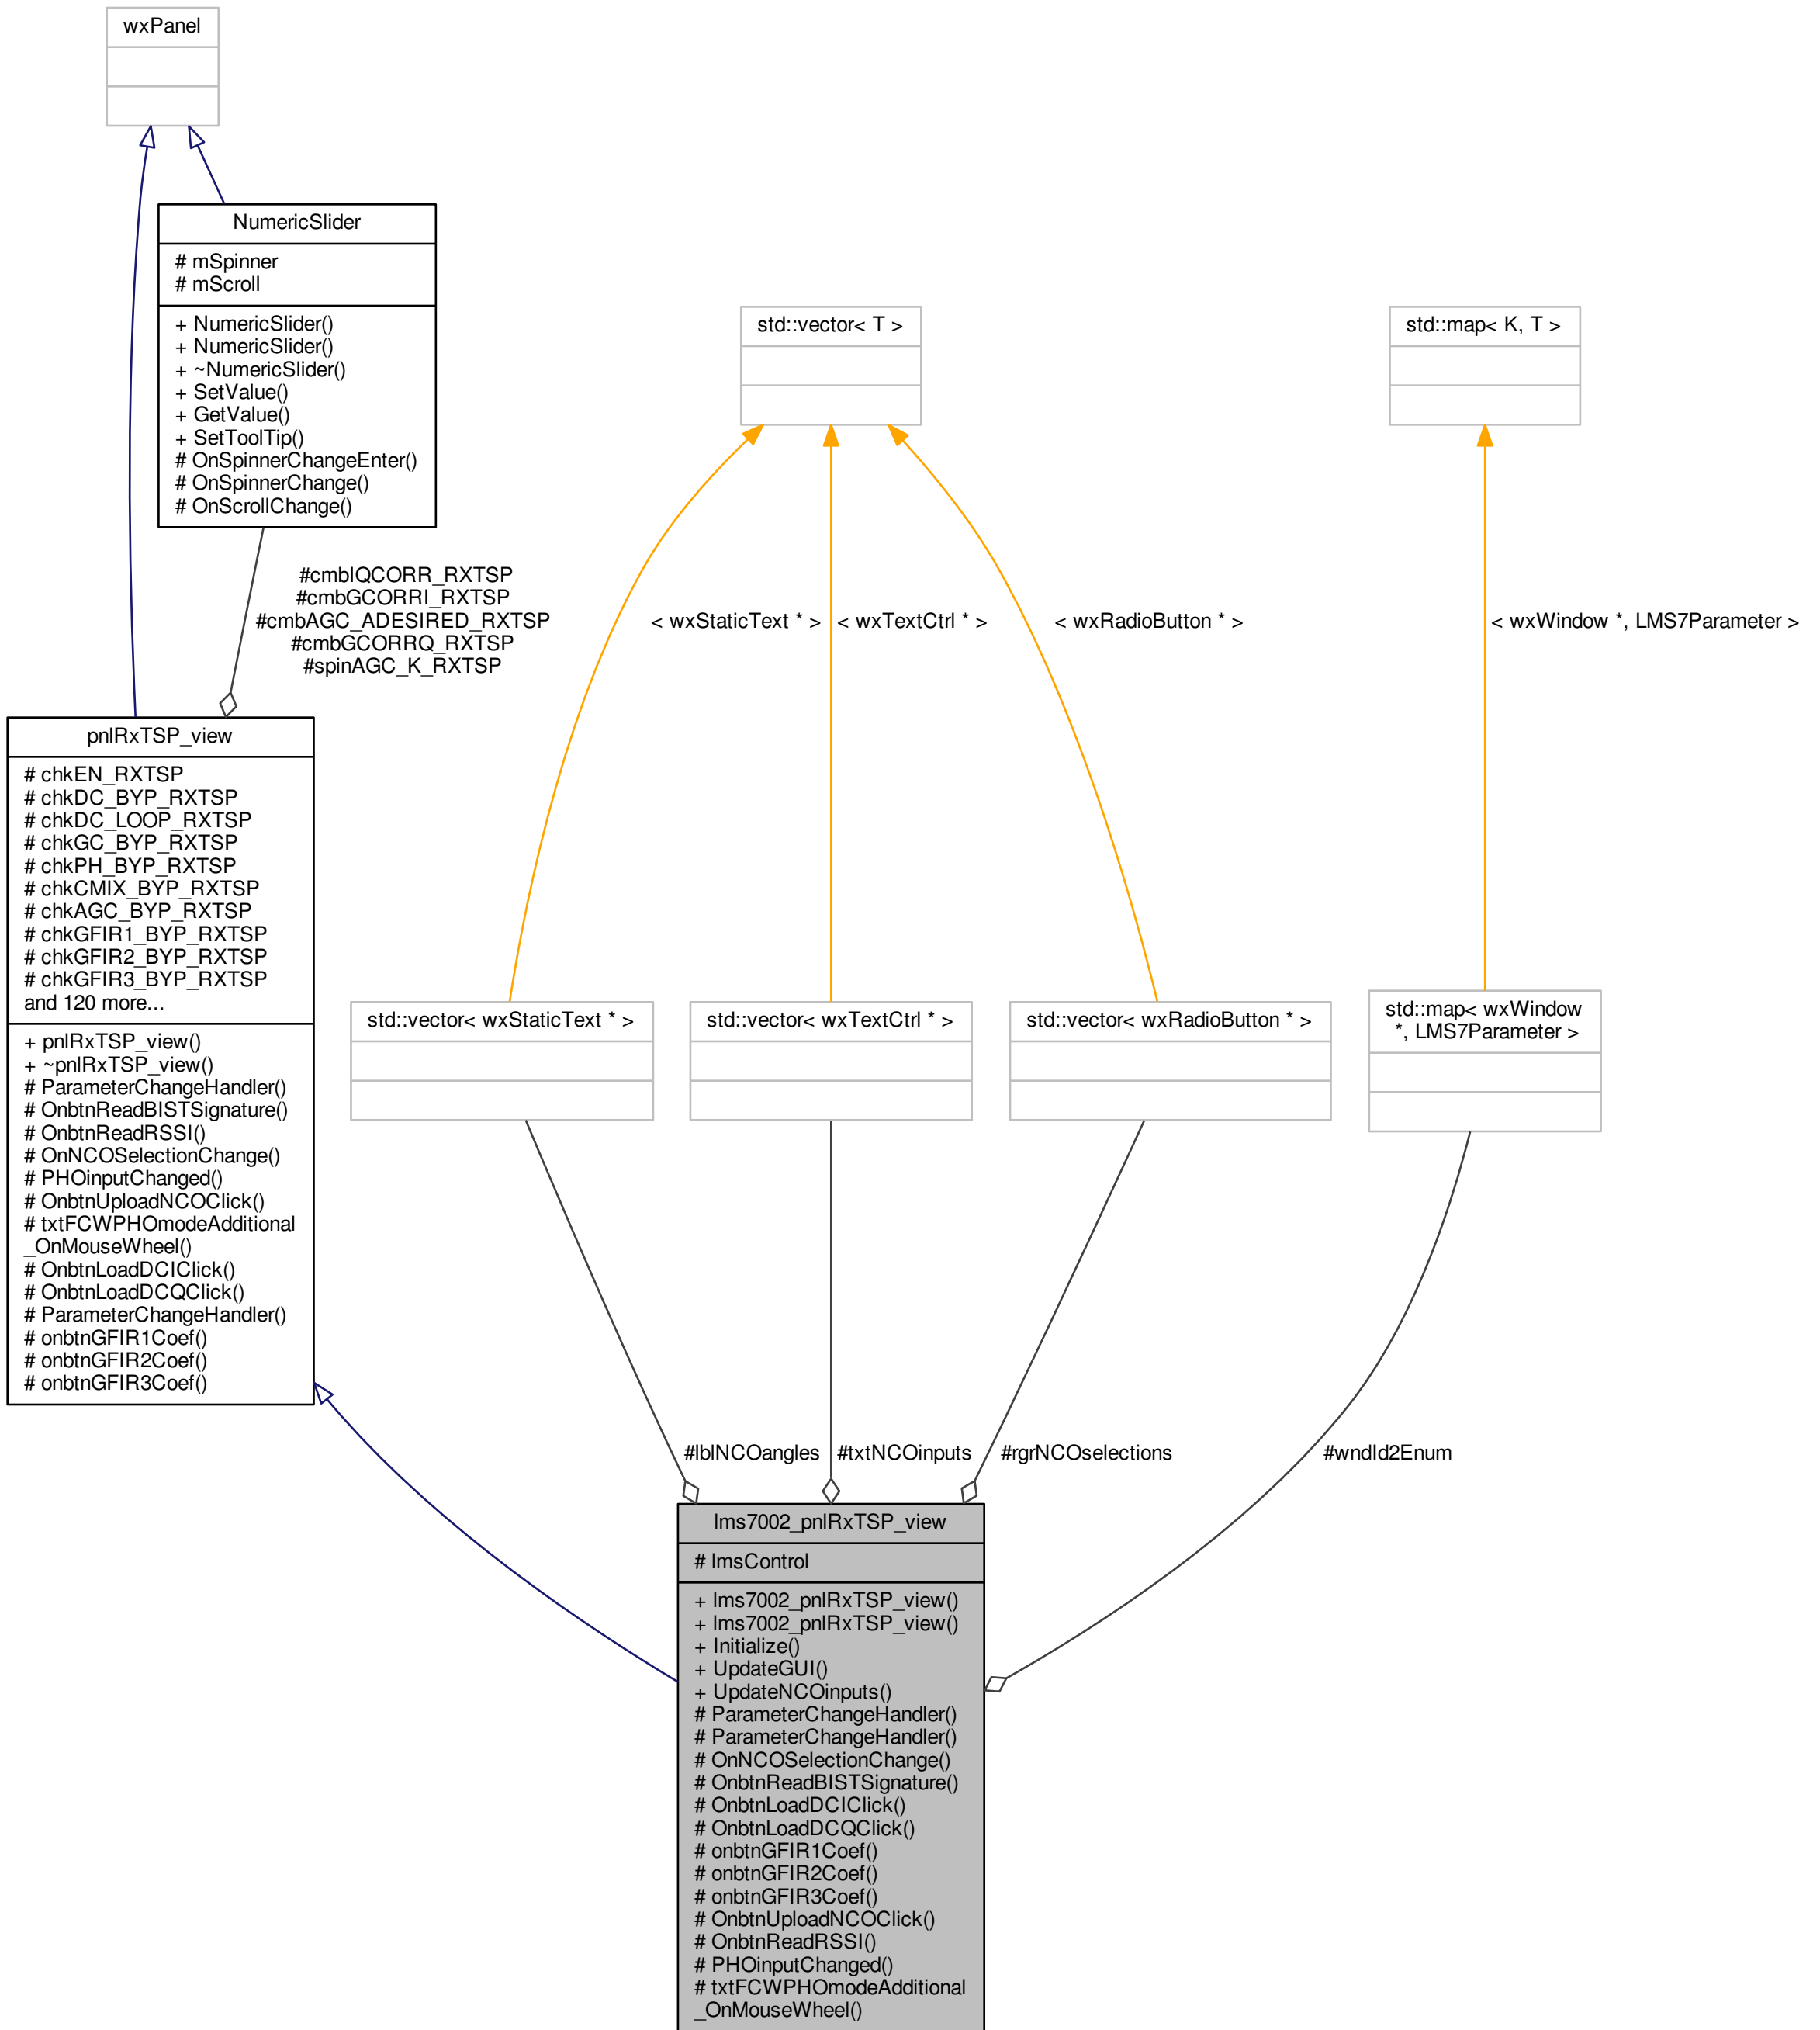 wxPanel
NumericSlider
# mSpinner
# mScroll
+ NumericSlider()
+ NumericSlider()
+ ~NumericSlider()
+ SetValue()
+ GetValue()
+ SetToolTip()
# OnSpinnerChangeEnter()
# OnSpinnerChange()
# OnScrollChange()
std::vector< T >
std::map< K, T >
#cmbIQCORR_RXTSP
#cmbGCORRI_RXTSP
#cmbAGC_ADESIRED_RXTSP
#cmbGCORRQ_RXTSP
#spinAGC_K_RXTSP
< wxStaticText * >
< wxTextCtrl * >
< wxRadioButton * >
< wxWindow *, LMS7Parameter >
pnlRxTSP_view
# chkEN_RXTSP
# chkDC_BYP_RXTSP
# chkDC_LOOP_RXTSP
# chkGC_BYP_RXTSP
# chkPH_BYP_RXTSP
# chkCMIX_BYP_RXTSP
# chkAGC_BYP_RXTSP
# chkGFIR1_BYP_RXTSP
# chkGFIR2_BYP_RXTSP
# chkGFIR3_BYP_RXTSP
and 120 more...
+ pnlRxTSP_view()
+ ~pnlRxTSP_view()
# ParameterChangeHandler()
# OnbtnReadBISTSignature()
# OnbtnReadRSSI()
# OnNCOSelectionChange()
# PHOinputChanged()
# OnbtnUploadNCOClick()
# txtFCWPHOmodeAdditional
_OnMouseWheel()
# OnbtnLoadDCIClick()
# OnbtnLoadDCQClick()
# ParameterChangeHandler()
# onbtnGFIR1Coef()
# onbtnGFIR2Coef()
# onbtnGFIR3Coef()
std::vector< wxStaticText * >
std::vector< wxTextCtrl * >
std::vector< wxRadioButton * >
std::map< wxWindow
*, LMS7Parameter >
#lblNCOangles
#txtNCOinputs
#rgrNCOselections
#wndId2Enum
lms7002_pnlRxTSP_view
# lmsControl
+ lms7002_pnlRxTSP_view()
+ lms7002_pnlRxTSP_view()
+ Initialize()
+ UpdateGUI()
+ UpdateNCOinputs()
# ParameterChangeHandler()
# ParameterChangeHandler()
# OnNCOSelectionChange()
# OnbtnReadBISTSignature()
# OnbtnLoadDCIClick()
# OnbtnLoadDCQClick()
# onbtnGFIR1Coef()
# onbtnGFIR2Coef()
# onbtnGFIR3Coef()
# OnbtnUploadNCOClick()
# OnbtnReadRSSI()
# PHOinputChanged()
# txtFCWPHOmodeAdditional
_OnMouseWheel()